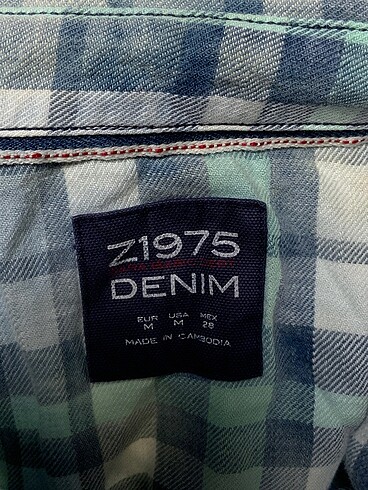 Z1975
DENIM
EUR USA MEX
M M 28
MADE IN CAMBODIA